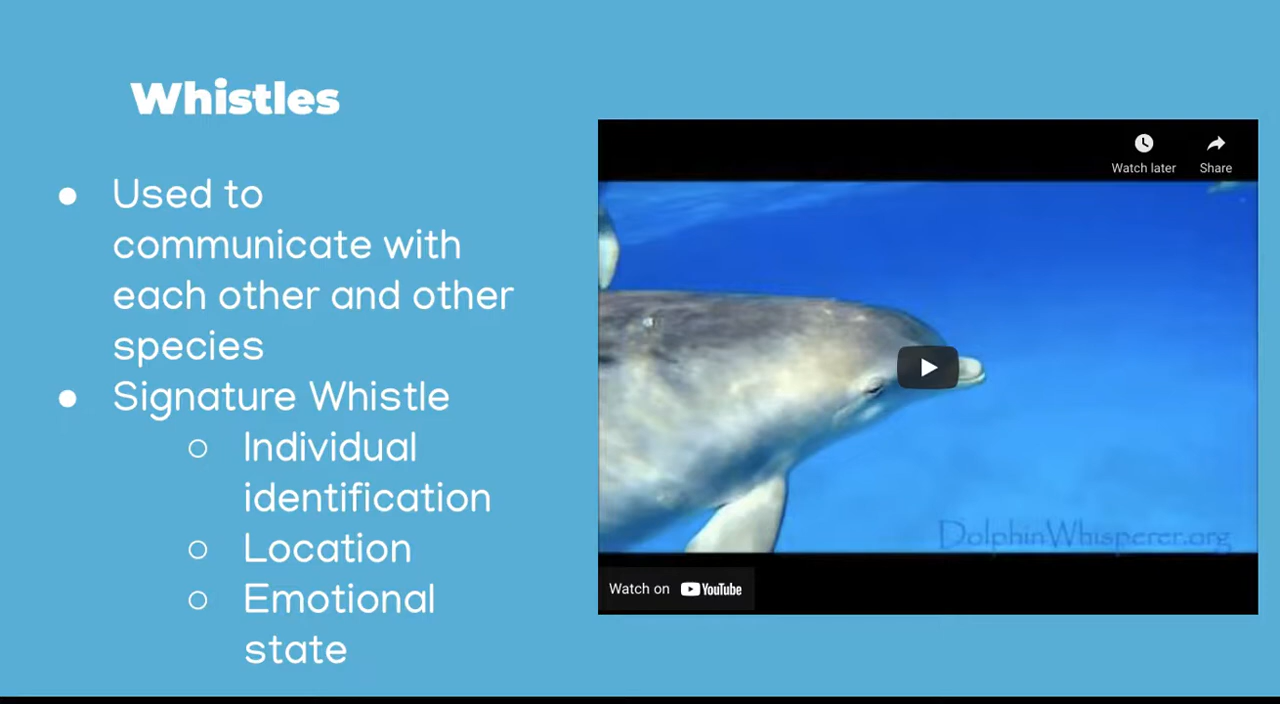 Whistles
● Used to
communicate with
each other and other
species
● Signature Whistle
○ Individual
identification
○ Location
○ Emotional
state
Watch later Share
DolphinWhisperer.org
Watch on YouTube